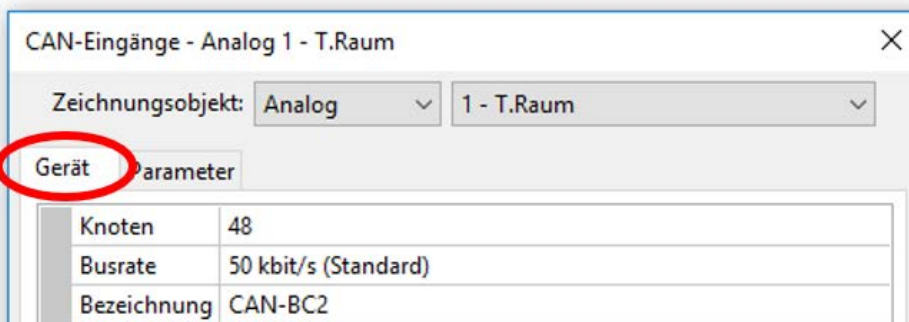 CAN-Eingänge - Analog 1 - T.Raum
Zeichnungsobjekt: Analog 1 - T.Raum
Gerät Parameter
Knoten 48
Busrate 50 kbit/s (Standard)
Bezeichnung CAN-BC2